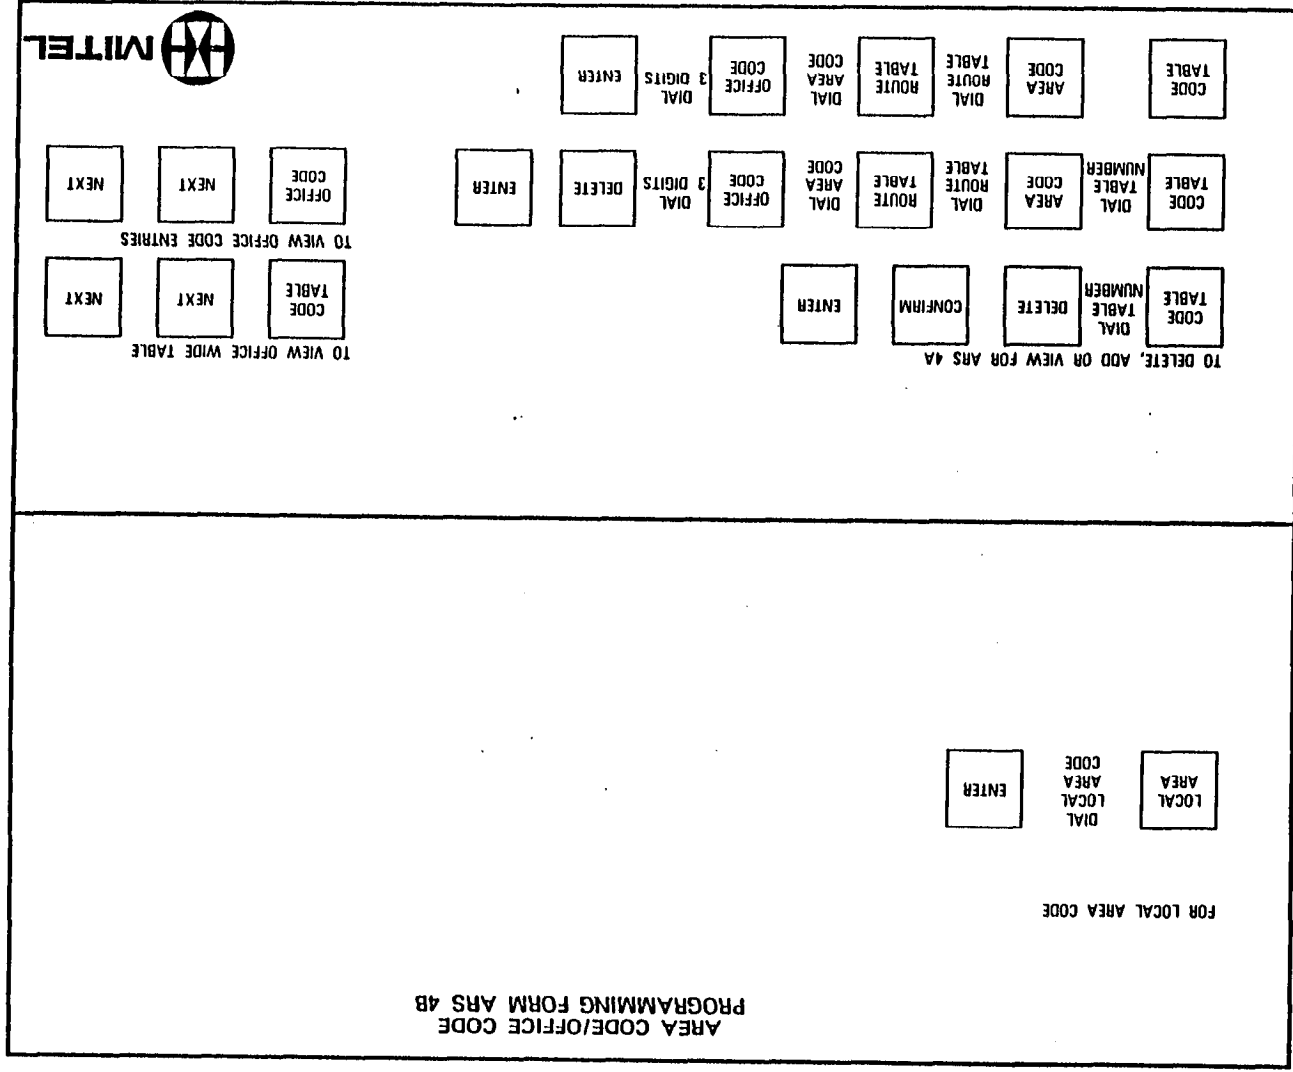 AREA CODE/OFFICE CODE
PROGRAMMING FORM ARS 4B
FOR LOCAL AREA CODE
LOCAL
AREA
DIAL
LOCAL
AREA
CODE
ENTER
TO DELETE, ADD OR VIEW FOR ARS 4A
CODE
TABLE
DIAL
TABLE
NUMBER
DELETE
CONFIRM
ENTER
CODE
TABLE
DIAL
TABLE
NUMBER
AREA
CODE
DIAL
ROUTE
TABLE
ROUTE
TABLE
DIAL
AREA
CODE
OFFICE
CODE
DIAL
3 DIGITS
DELETE
ENTER
CODE
TABLE
AREA
CODE
DIAL
ROUTE
TABLE
ROUTE
TABLE
DIAL
AREA
CODE
OFFICE
CODE
DIAL
3 DIGITS
ENTER
TO VIEW OFFICE WIDE TABLE
CODE
TABLE
NEXT
NEXT
TO VIEW OFFICE CODE ENTRIES
OFFICE
CODE
NEXT
NEXT
MITEL